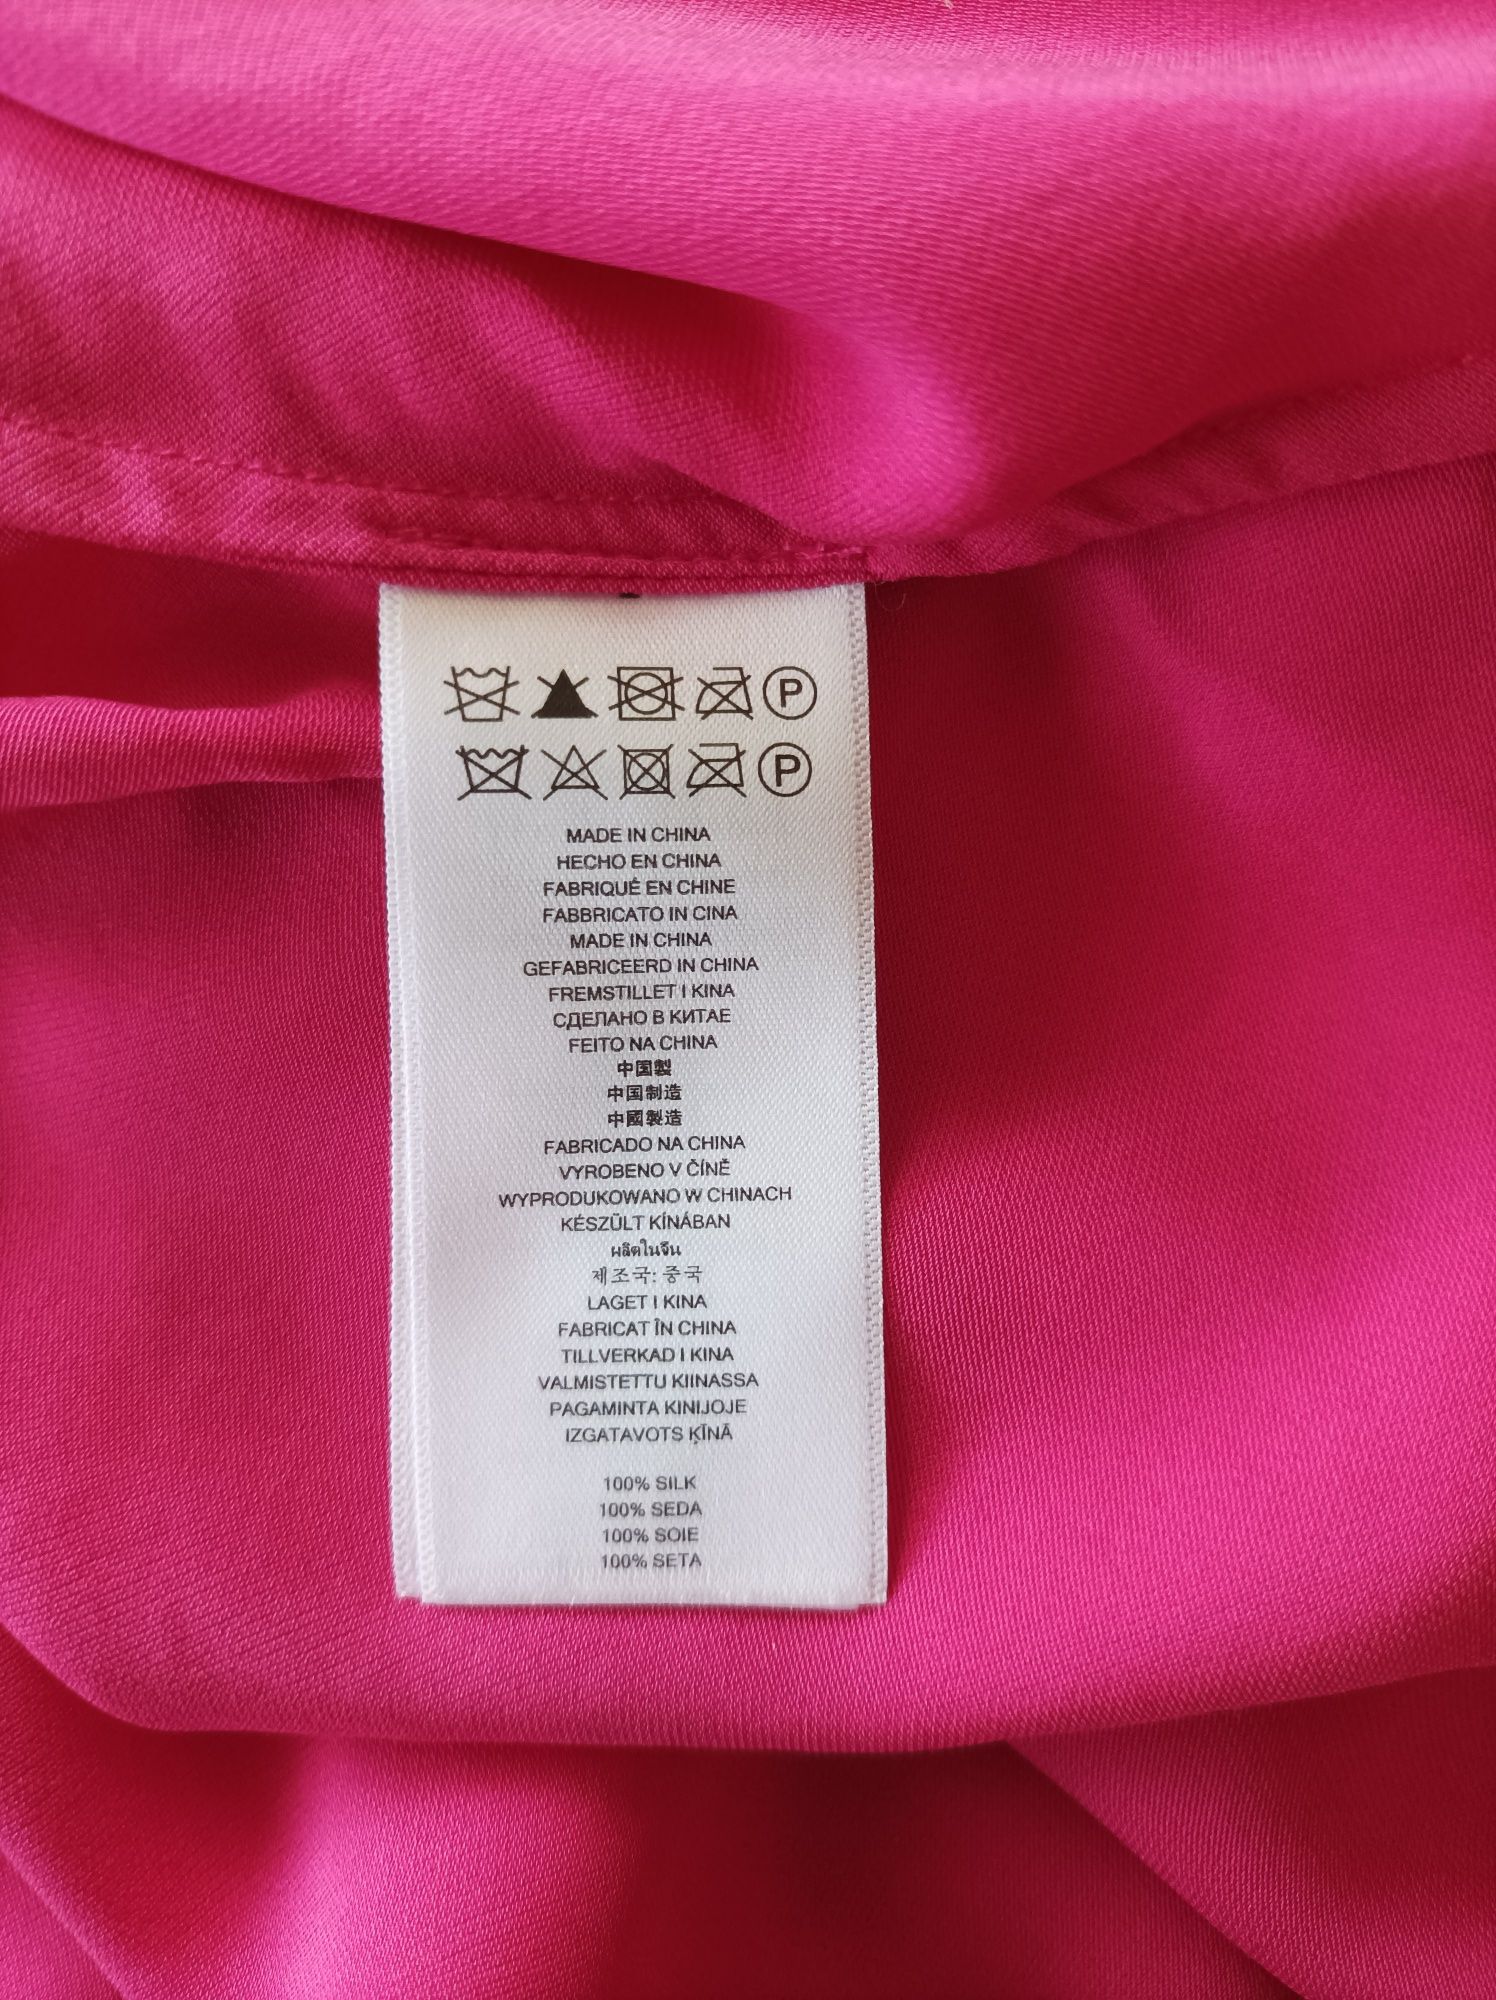 P
P
MADE IN CHINA
HECHO EN CHINA
FABRIQUÉ EN CHINE
FABBRICATO IN CINA
MADE IN CHINA
GEFABRICEERD IN CHINA
FREMSTILLET I KINA
СДЕЛАНО В КИТАЕ
FEITO NA CHINA
中国製
中国制造
中國製造
FABRICADO NA CHINA
VYROBENO V ČÍNĚ
WYPRODUKOWANO W CHINACH
KÉSZÜLT KÍNÁBAN
ผลิตในจีน
제조국: 중국
LAGET I KINA
FABRICAT ÎN CHINA
TILLVERKAD I KINA
VALMISTETTU KIINASSA
PAGAMINTA KINIJOJE
IZGATAVOTS ĶĪNĀ
100% SILK
100% SEDA
100% SOIE
100% SETA